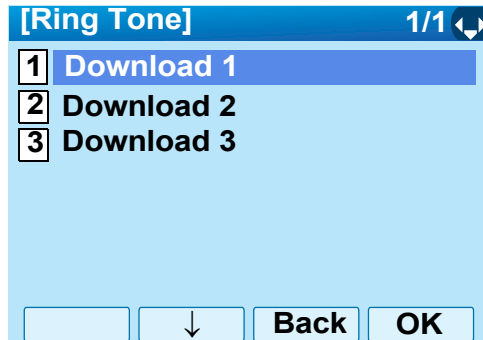 [Ring Tone] 1/1
1 Download 1
2 Download 2
3 Download 3
↓ Back OK